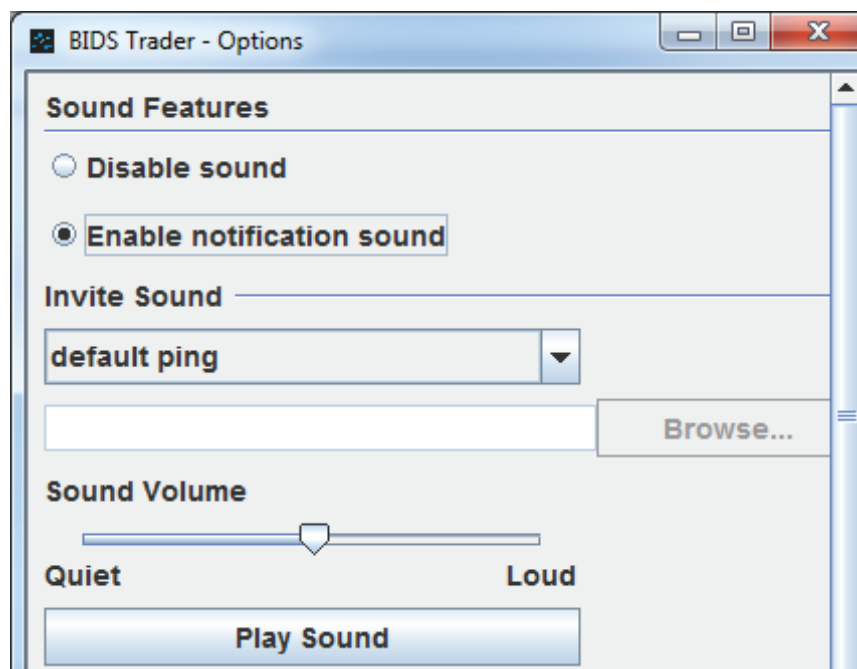 BIDS Trader - Options
Sound Features
Disable sound
Enable notification sound
Invite Sound
default ping
Browse...
Sound Volume
Quiet Loud
Play Sound